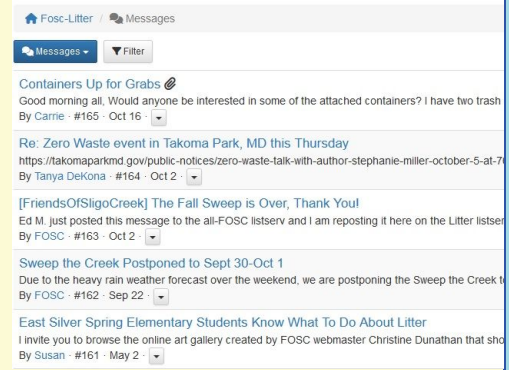 Fosc-Litter / Messages
Messages Filter
Containers Up for Grabs
Good morning all, Would anyone be interested in some of the attached containers? I have two trash
By Carrie · #165 · Oct 16 ·
Re: Zero Waste event in Takoma Park, MD this Thursday
https://takomaparkmd.gov/public-notices/zero-waste-talk-with-author-stephanie-miller-october-5-at-7
By Tanya DeKona · #164 · Oct 2 ·
[FriendsOfSligoCreek] The Fall Sweep is Over, Thank You!
Ed M. just posted this message to the all-FOSC listserv and I am reposting it here on the Litter listser
By FOSC · #163 · Oct 2 ·
Sweep the Creek Postponed to Sept 30-Oct 1
Due to the heavy rain weather forecast over the weekend, we are postponing the Sweep the Creek t
By FOSC · #162 · Sep 22 ·
East Silver Spring Elementary Students Know What To Do About Litter
I invite you to browse the online art gallery created by FOSC webmaster Christine Dunathan that sho
By Susan · #161 · May 2 ·